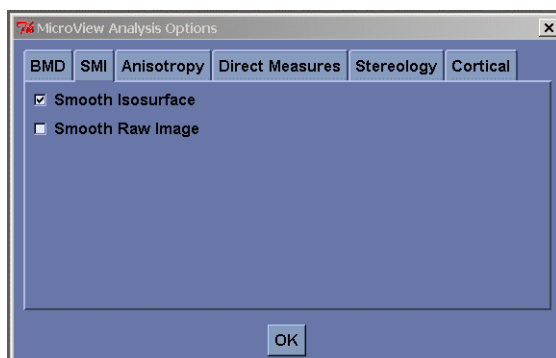 MicroView Analysis Options
BMD SMI Anisotropy Direct Measures Stereology Cortical
Smooth Isosurface
Smooth Raw Image
OK